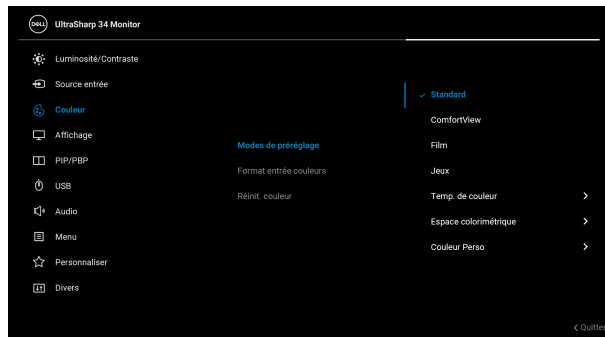 DELL UltraSharp 34 Monitor
Luminosité/Contraste
Source entrée
Couleur
Affichage
PIP/PBP
USB
Audio
Menu
Personnaliser
Divers
Modes de préréglage
Format entrée couleurs
Réinit. couleur
Standard
ComfortView
Film
Jeux
Temp. de couleur
Espace colorimétrique
Couleur Perso
Quitter